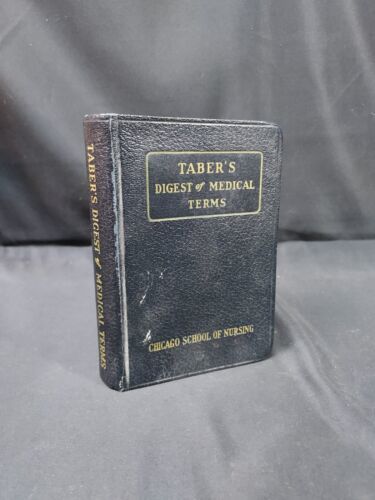 TABER'S DIGEST of MEDICAL TERMS
TABER'S
DIGEST of MEDICAL
TERMS
CHICAGO SCHOOL OF NURSING